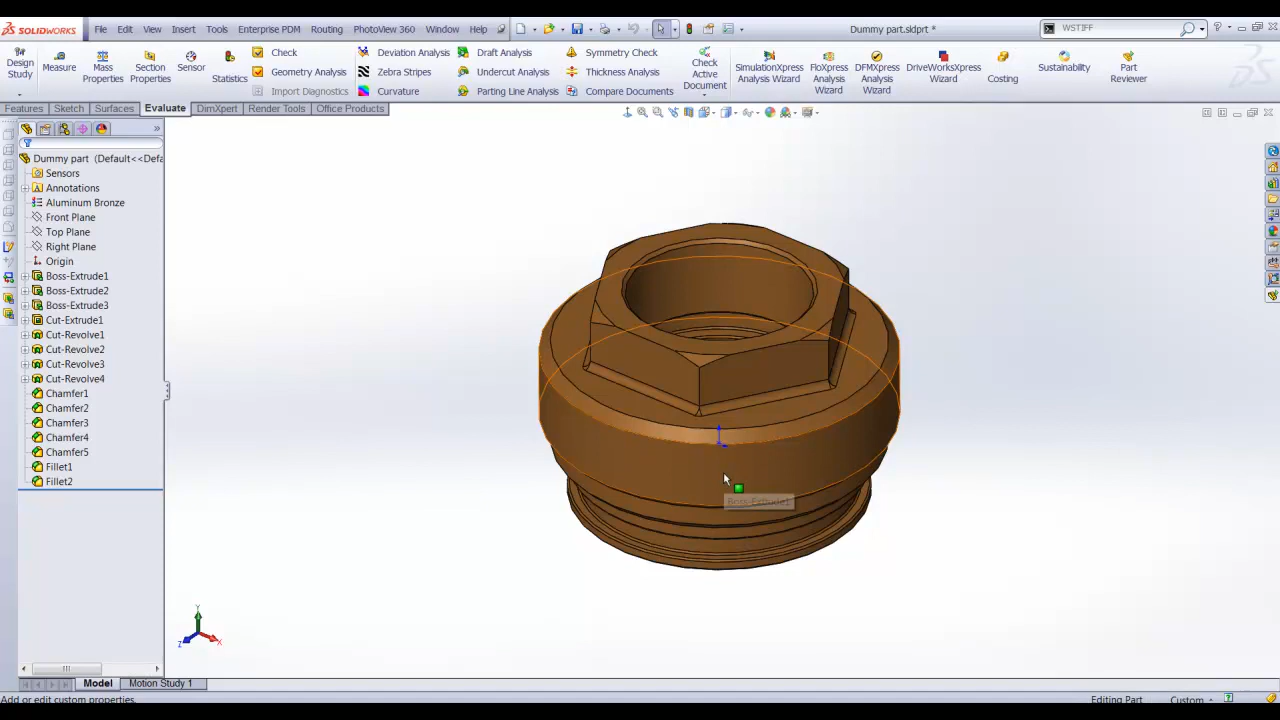 SOLIDWORKS File Edit View Insert Tools Enterprise PDM Routing PhotoView 360 Window Help Dummy part.sldprt * WSTIFF
Design Study
Measure
Mass Properties
Section Properties
Sensor
Statistics
Check
Geometry Analysis
Import Diagnostics
Deviation Analysis
Zebra Stripes
Curvature
Draft Analysis
Undercut Analysis
Parting Line Analysis
Symmetry Check
Thickness Analysis
Compare Documents
Check Active Document
SimulationXpress Analysis Wizard
FloXpress Analysis Wizard
DFMXpress Analysis Wizard
DriveWorksXpress Wizard
Costing
Sustainability
Part Reviewer
Features Sketch Surfaces Evaluate DimXpert Render Tools Office Products
Dummy part (Default<<Defa
Sensors
Annotations
Aluminum Bronze
Front Plane
Top Plane
Right Plane
Origin
Boss-Extrude1
Boss-Extrude2
Boss-Extrude3
Cut-Extrude1
Cut-Revolve1
Cut-Revolve2
Cut-Revolve3
Cut-Revolve4
Chamfer1
Chamfer2
Chamfer3
Chamfer4
Chamfer5
Fillet1
Fillet2
Boss-Extrude1
Y
Z
X
Model Motion Study 1
Add or edit custom properties. Editing Part Custom